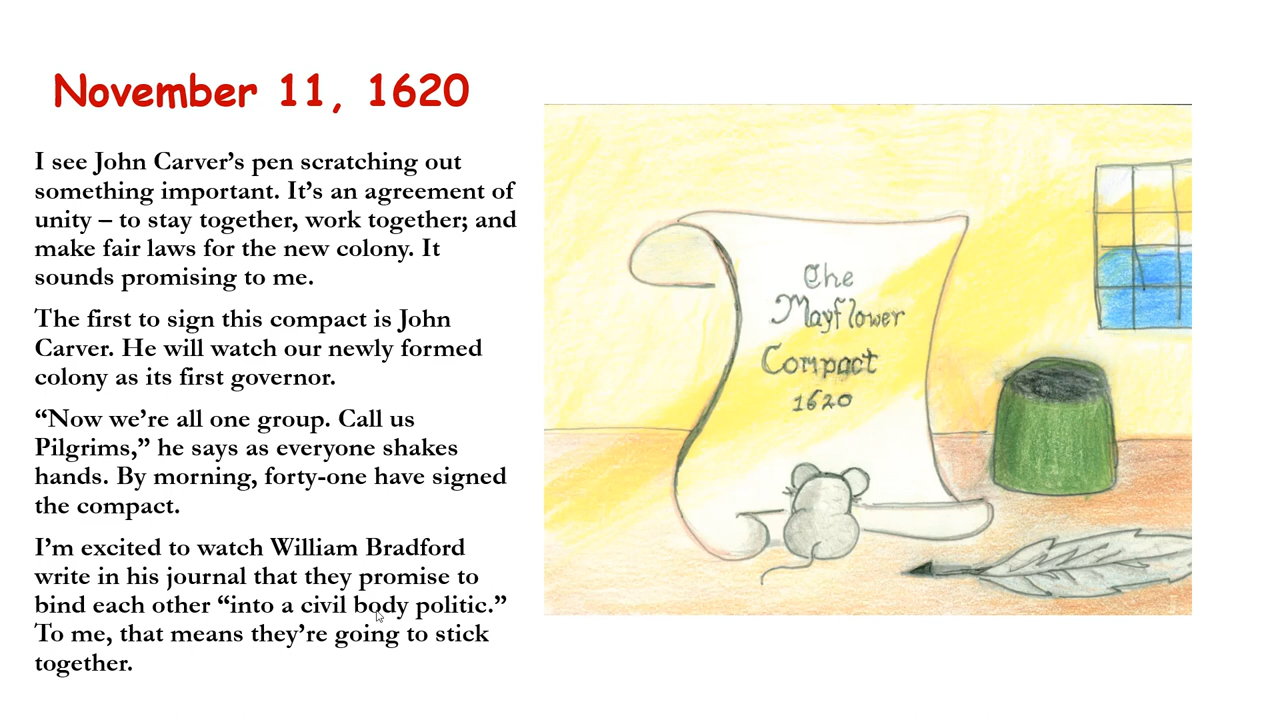 November 11, 1620
I see John Carver’s pen scratching out
something important. It’s an agreement of
unity – to stay together, work together; and
make fair laws for the new colony. It
sounds promising to me.
The first to sign this compact is John
Carver. He will watch our newly formed
colony as its first governor.
“Now we’re all one group. Call us
Pilgrims,” he says as everyone shakes
hands. By morning, forty-one have signed
the compact.
I’m excited to watch William Bradford
write in his journal that they promise to
bind each other “into a civil body politic.”
To me, that means they’re going to stick
together.
The
Mayflower
Compact
1620